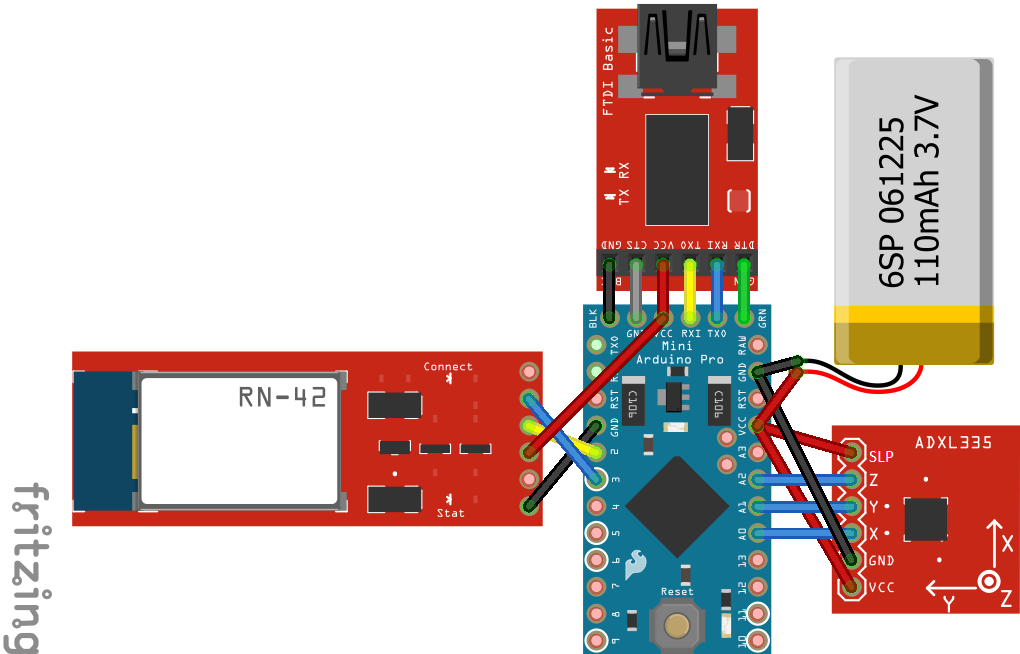 FTDI Basic
TX RX
GND
CTS
VCC
TXO
RXI
DTR
6SP 061225
110mAh 3.7V
BLK
GND
VCC
RXI
TXO
GRN
Mini
Arduino Pro
TXO
RST
GND
2
3
4
5
6
7
8
9
RAW
GND
RST
VCC
A3
A2
A1
A0
13
12
11
10
C10P
C10P
Reset
Connect
RN-42
Stat
ADXL335
SLP
Z
Y
X
GND
VCC
X
Y
Z
fritzing